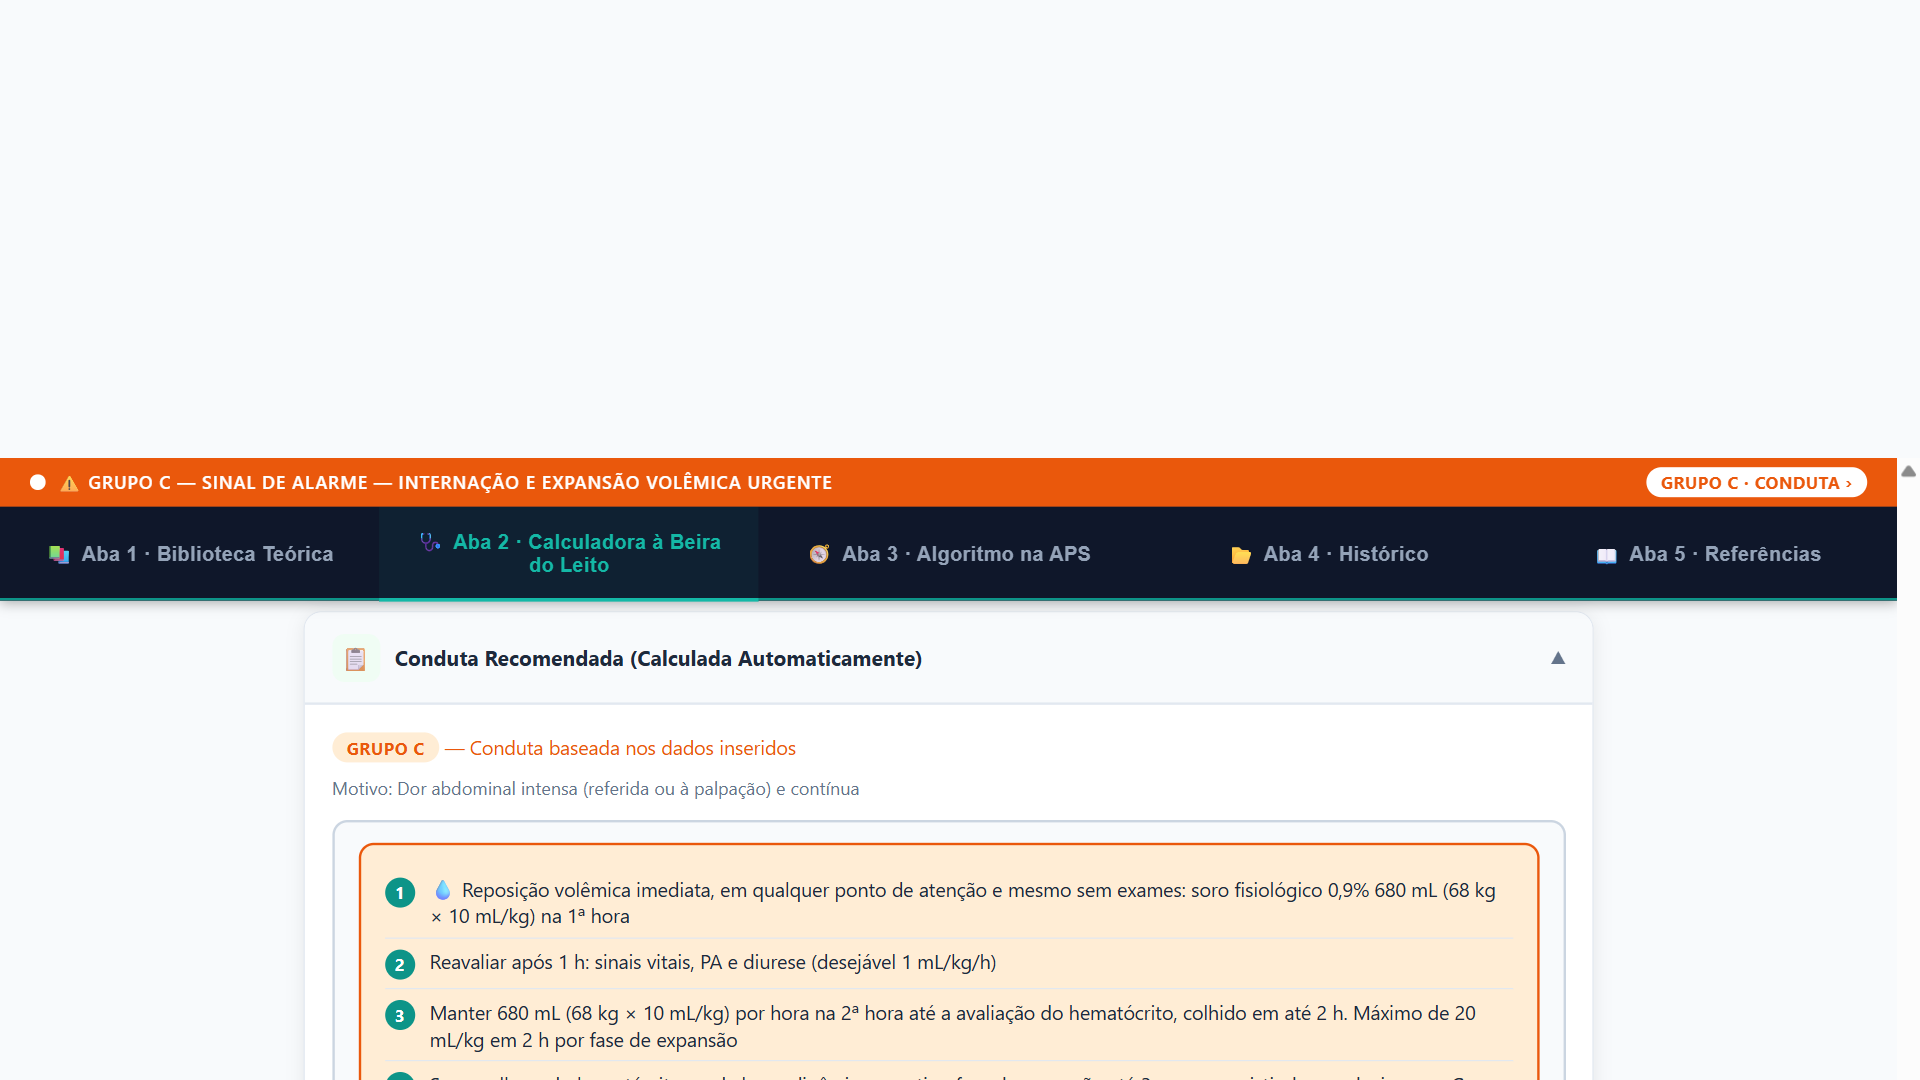 GRUPO C — SINAL DE ALARME — INTERNAÇÃO E EXPANSÃO VOLÊMICA URGENTE
GRUPO C · CONDUTA ›
Aba 1 · Biblioteca Teórica
Aba 2 · Calculadora à Beira
do Leito
Aba 3 · Algoritmo na APS
Aba 4 · Histórico
Aba 5 · Referências
Conduta Recomendada (Calculada Automaticamente)
GRUPO C — Conduta baseada nos dados inseridos
Motivo: Dor abdominal intensa (referida ou à palpação) e contínua
1 Reposição volêmica imediata, em qualquer ponto de atenção e mesmo sem exames: soro fisiológico 0,9% 680 mL (68 kg
× 10 mL/kg) na 1ª hora
2 Reavaliar após 1 h: sinais vitais, PA e diurese (desejável 1 mL/kg/h)
3 Manter 680 mL (68 kg × 10 mL/kg) por hora na 2ª hora até a avaliação do hematócrito, colhido em até 2 h. Máximo de 20
mL/kg em 2 h por fase de expansão